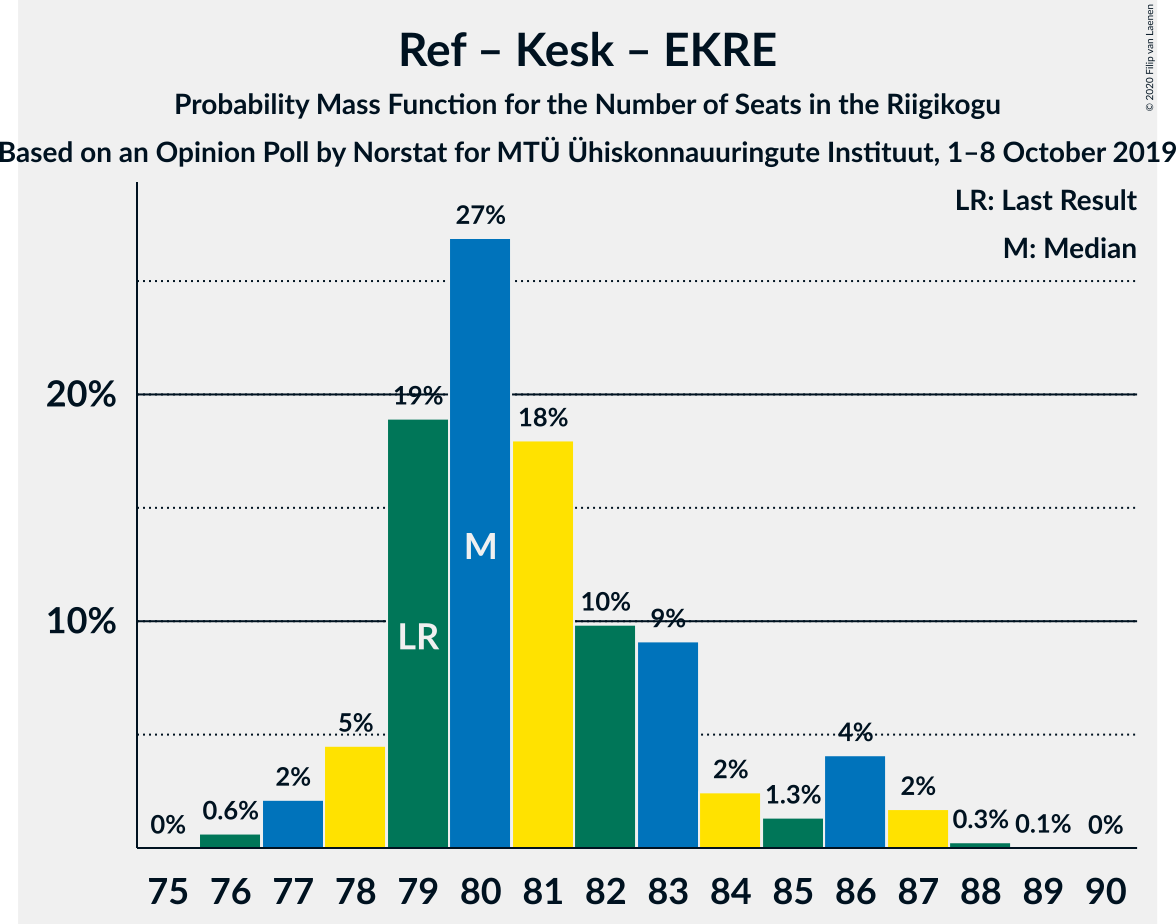 Ref – Kesk – EKRE
Probability Mass Function for the Number of Seats in the Riigikogu
Based on an Opinion Poll by Norstat for MTÜ Ühiskonnauuringute Instituut, 1–8 October 2019
© 2020 Filip van Laenen
LR: Last Result
M: Median
20%
10%
0%
0.6%
2%
5%
19%
27%
18%
10%
9%
2%
1.3%
4%
2%
0.3%
0.1%
0%
LR
M
75 76 77 78 79 80 81 82 83 84 85 86 87 88 89 90